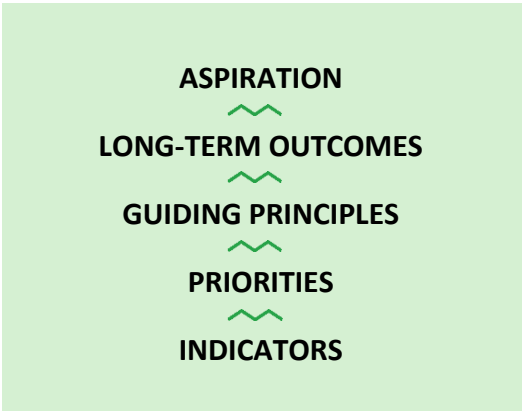 ASPIRATION
LONG-TERM OUTCOMES
GUIDING PRINCIPLES
PRIORITIES
INDICATORS